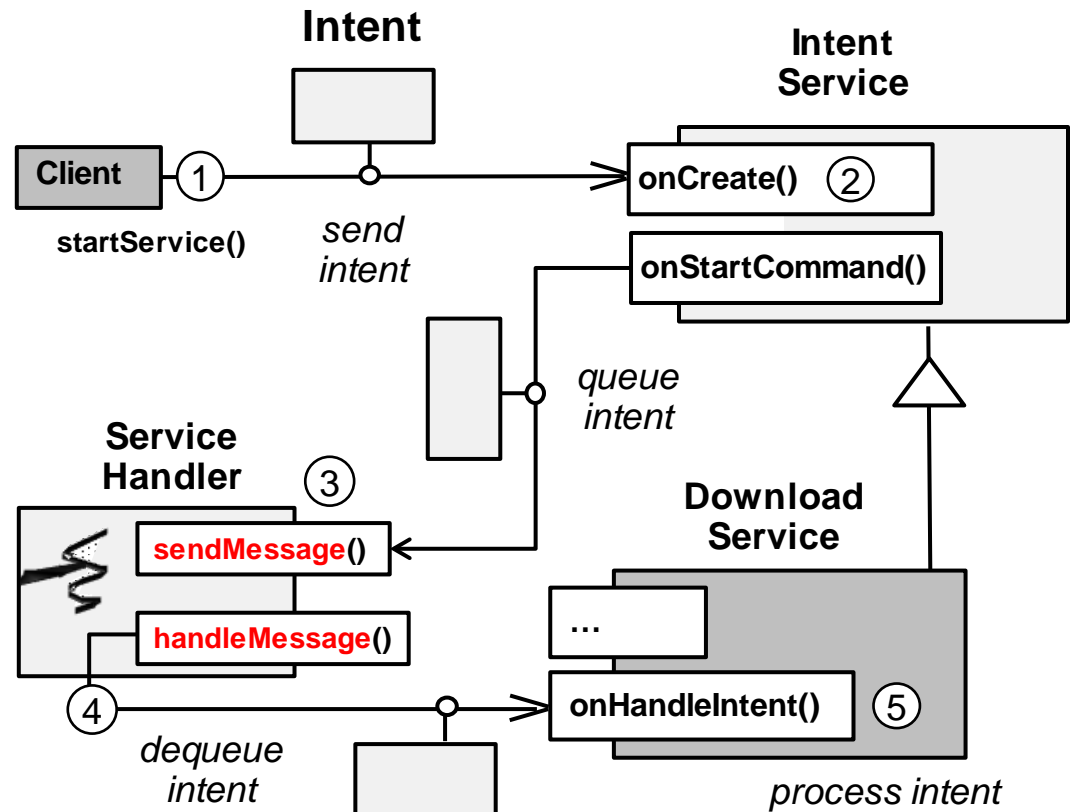 Intent
Intent
Service
Client
1
onCreate()
2
startService()
send
intent
onStartCommand()
queue
intent
Service
Handler
3
Download
Service
sendMessage()
...
handleMessage()
4
onHandleIntent()
5
dequeue
intent
process intent